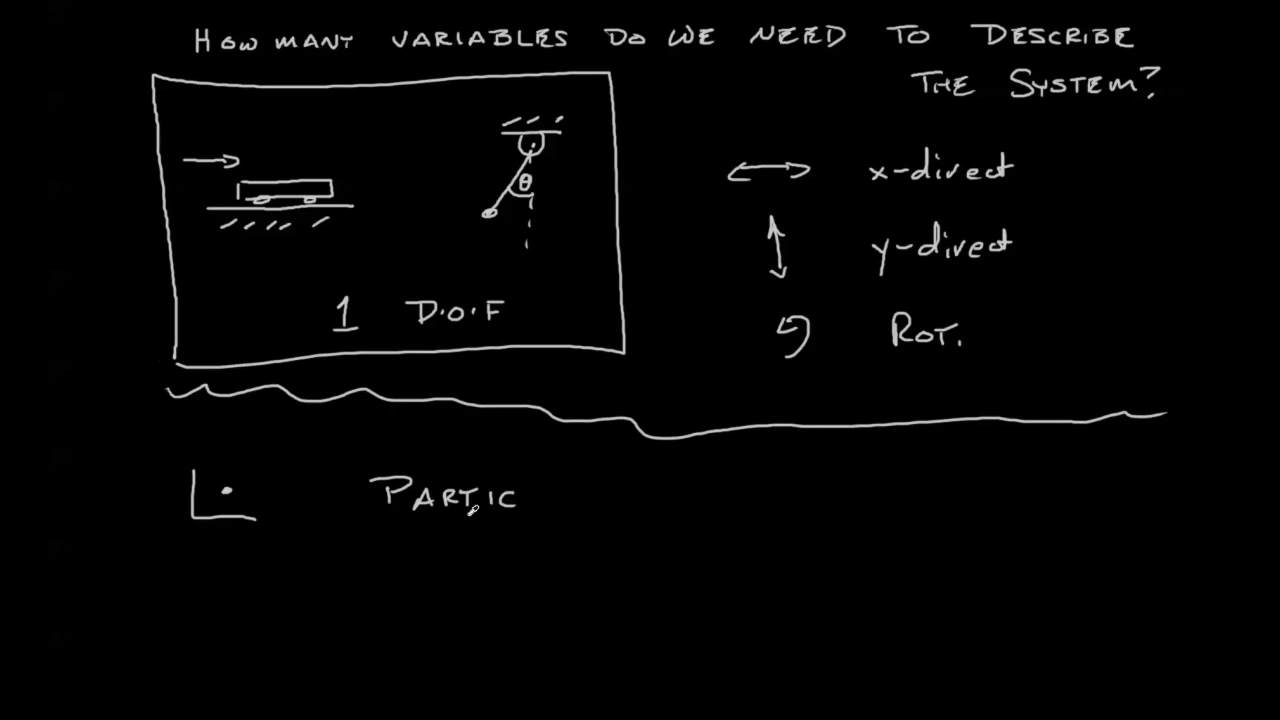 HOW MANY VARIABLES DO WE NEED TO DESCRIBE
THE SYSTEM?
x-direct
θ
y-direct
1 D.O.F
ROT.
PARTIC